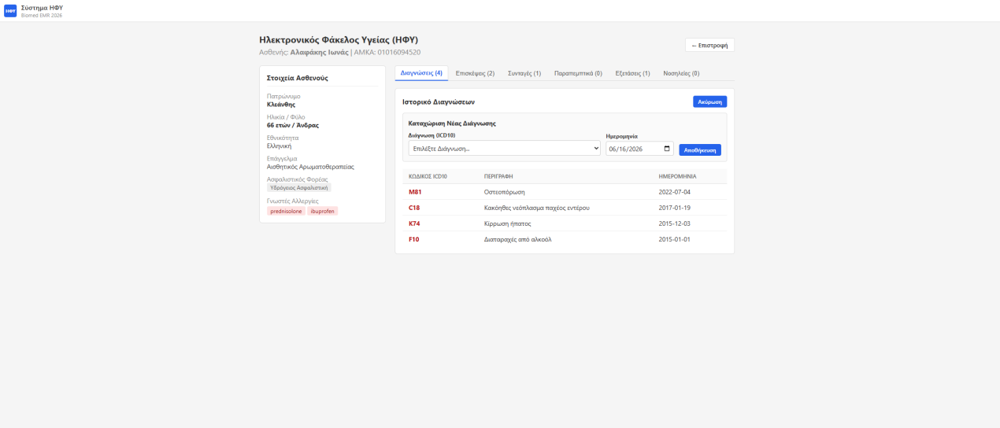 ΗΦΥ
Σύστημα ΗΦΥ
Biomed EMR 2026
Ηλεκτρονικός Φάκελος Υγείας (ΗΦΥ)
Ασθενής: Αλαφάκης Ιωνάς | ΑΜΚΑ: 01016094520
← Επιστροφή
Στοιχεία Ασθενούς
Πατρώνυμο
Κλεάνθης
Ηλικία / Φύλο
66 ετών / Άνδρας
Εθνικότητα
Ελληνική
Επάγγελμα
Αισθητικός Αρωματοθεραπείας
Ασφαλιστικός Φορέας
Υδρόγειος Ασφαλιστική
Γνωστές Αλλεργίες
prednisolone ibuprofen
Διαγνώσεις (4) Επισκέψεις (2) Συνταγές (1) Παραπεμπτικά (0) Εξετάσεις (1) Νοσηλείες (0)
Ιστορικό Διαγνώσεων
Ακύρωση
Καταχώριση Νέας Διάγνωσης
Διάγνωση (ICD10) Ημερομηνία
Επιλέξτε Διάγνωση... 06/16/2026 Αποθήκευση
ΚΩΔΙΚΟΣ ICD10 ΠΕΡΙΓΡΑΦΗ ΗΜΕΡΟΜΗΝΙΑ
M81 Οστεοπόρωση 2022-07-04
C18 Κακόηθες νεόπλασμα παχέος εντέρου 2017-01-19
K74 Κίρρωση ήπατος 2015-12-03
F10 Διαταραχές από αλκοόλ 2015-01-01